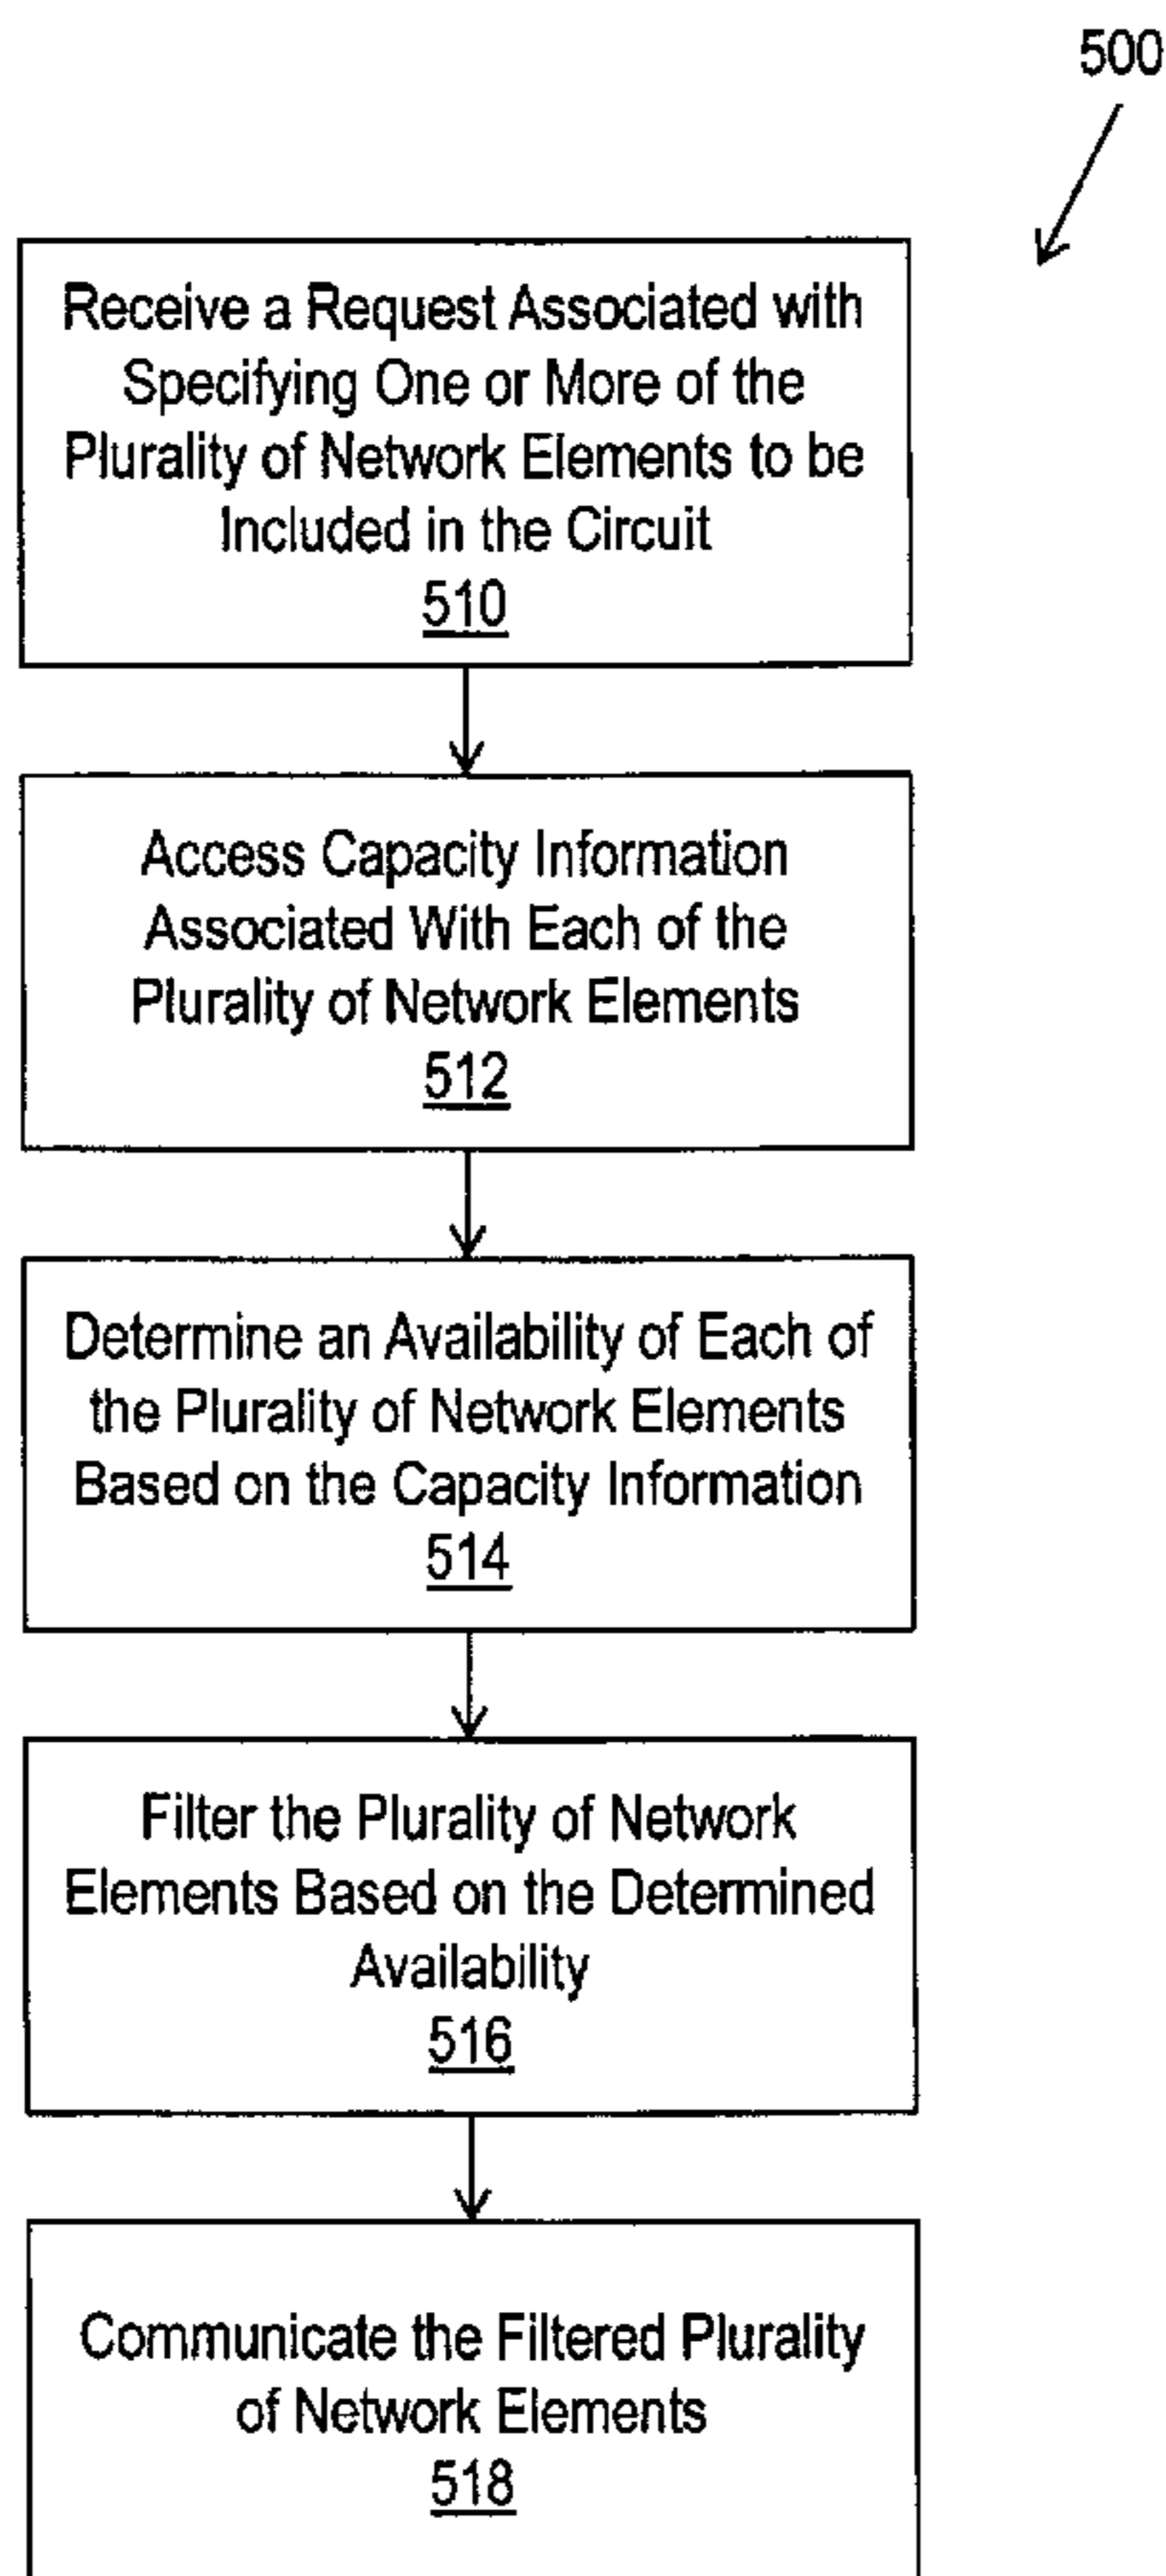 500
Receive a Request Associated with
Specifying One or More of the
Plurality of Network Elements to be
Included in the Circuit
510
Access Capacity Information
Associated With Each of the
Plurality of Network Elements
512
Determine an Availability of Each of
the Plurality of Network Elements
Based on the Capacity Information
514
Filter the Plurality of Network
Elements Based on the Determined
Availability
516
Communicate the Filtered Plurality
of Network Elements
518